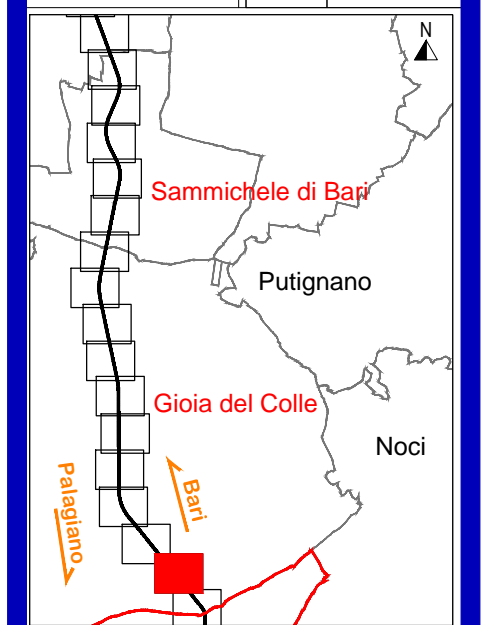 N
Sammichele di Bari
Putignano
Gioia del Colle
Noci
Bari
Palagiano